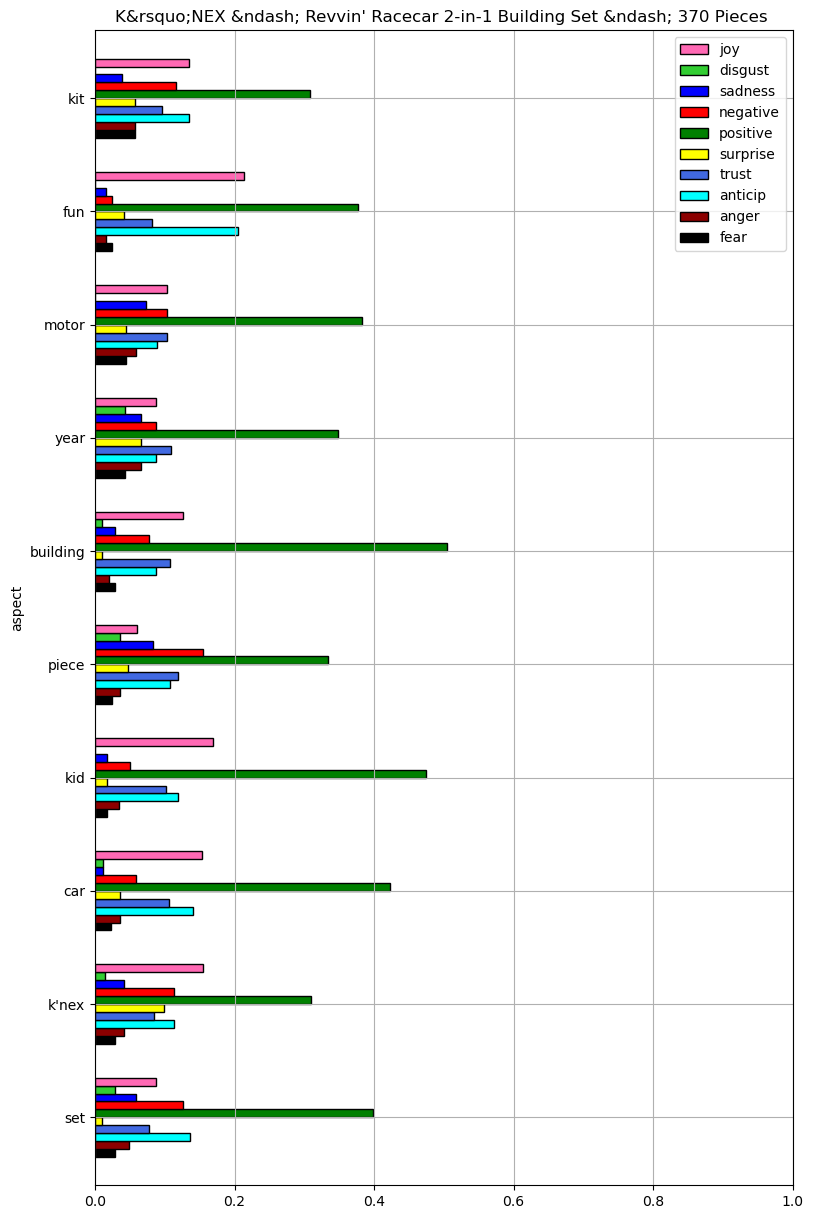 K&rsquo;NEX &ndash; Revvin' Racecar 2-in-1 Building Set &ndash; 370 Pieces
joy
disgust
sadness
negative
positive
surprise
trust
anticip
anger
fear
kit
fun
motor
year
building
aspect
piece
kid
car
k'nex
set
0.0 0.2 0.4 0.6 0.8 1.0